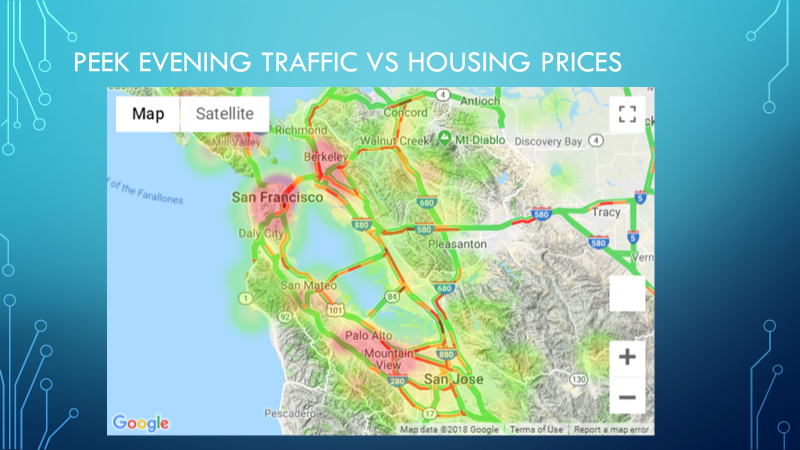 PEEK EVENING TRAFFIC VS HOUSING PRICES
Map Satellite
4
Antioch
Concord
Richmond
Walnut Creek
Mt Diablo
Discovery Bay
4
Mill Valley
Berkeley
f of the Farallones
San Francisco
680
5
Tracy
580
880
580
Daly City
Pleasanton
580
5
Vern
San Mateo
680
1
84
92
101
Palo Alto
Mountain
View
880
280
San Jose
130
+
−
17
Pescadero
Google
Map data ©2018 Google
Terms of Use
Report a map error